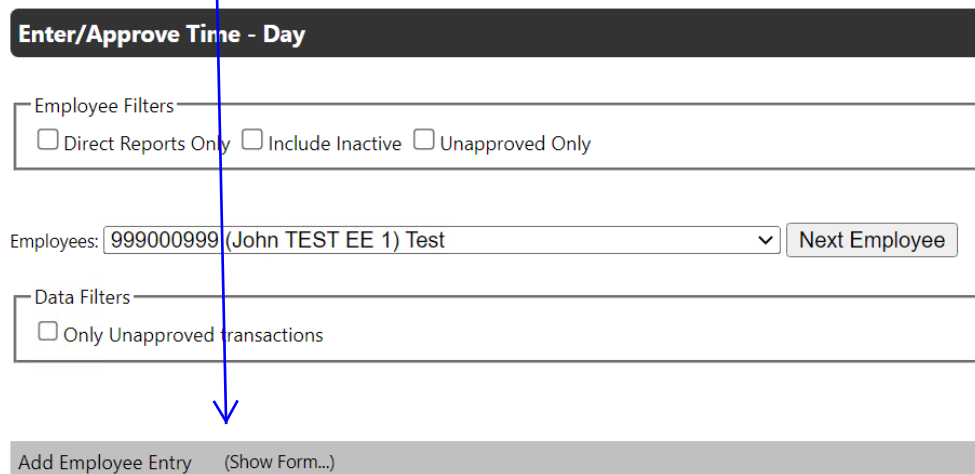 Enter/Approve Time - Day
Employee Filters
Direct Reports Only Include Inactive Unapproved Only
Employees: 999000999 (John TEST EE 1) Test Next Employee
Data Filters
Only Unapproved transactions
Add Employee Entry (Show Form...)